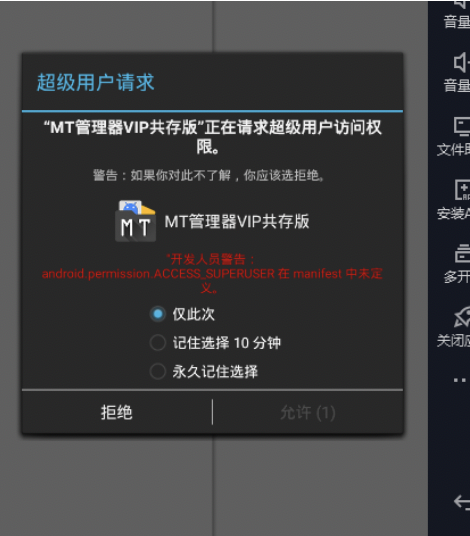 音量
超级用户请求
音量
“MT管理器VIP共存版”正在请求超级用户访问权
限。
文件
警告：如果你对此不了解，你应该选拒绝。
MT
MT管理器VIP共存版
安装A
*开发人员警告：
android.permission.ACCESS_SUPERUSER 在 manifest 中未定
义。
多开
仅此次
记住选择 10 分钟
关闭
永久记住选择
拒绝
允许 (1)